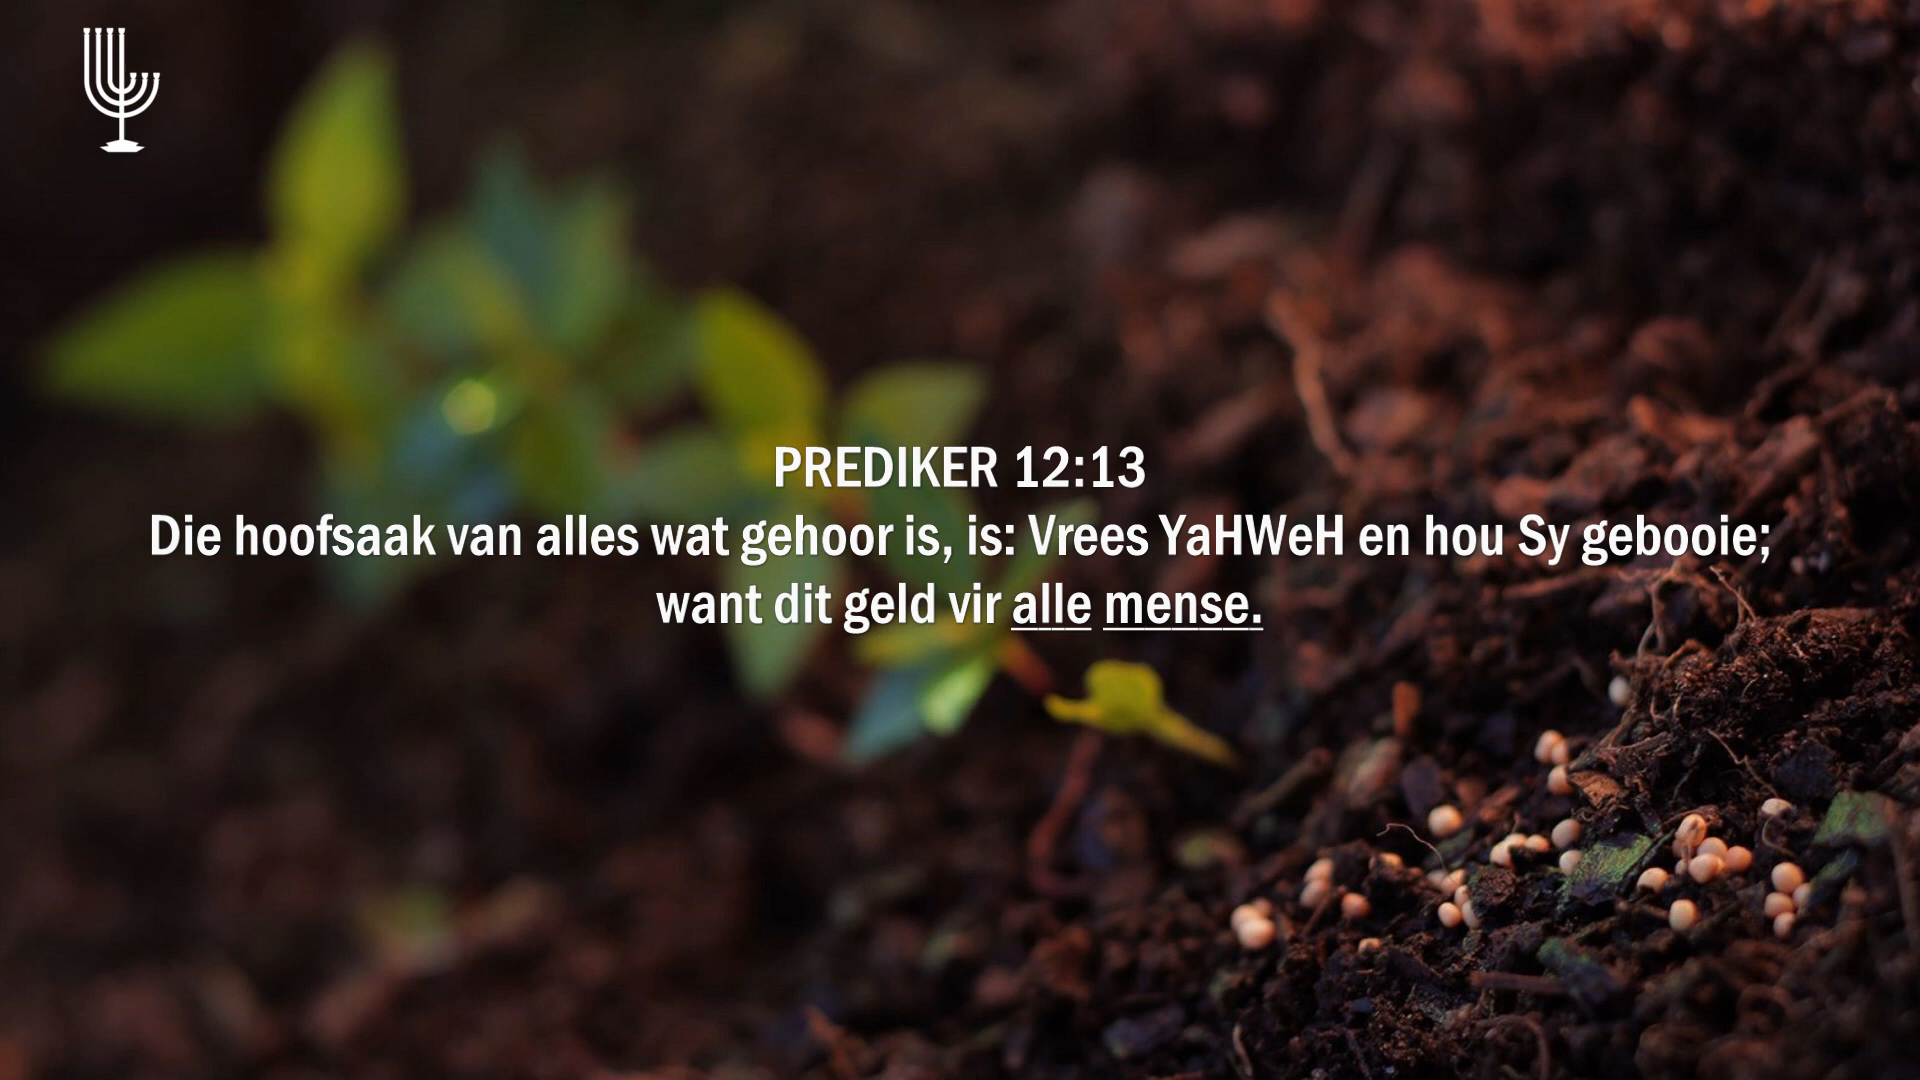 PREDIKER 12:13
Die hoofsaak van alles wat gehoor is, is: Vrees YaHWeH en hou Sy gebooie;
want dit geld vir alle mense.